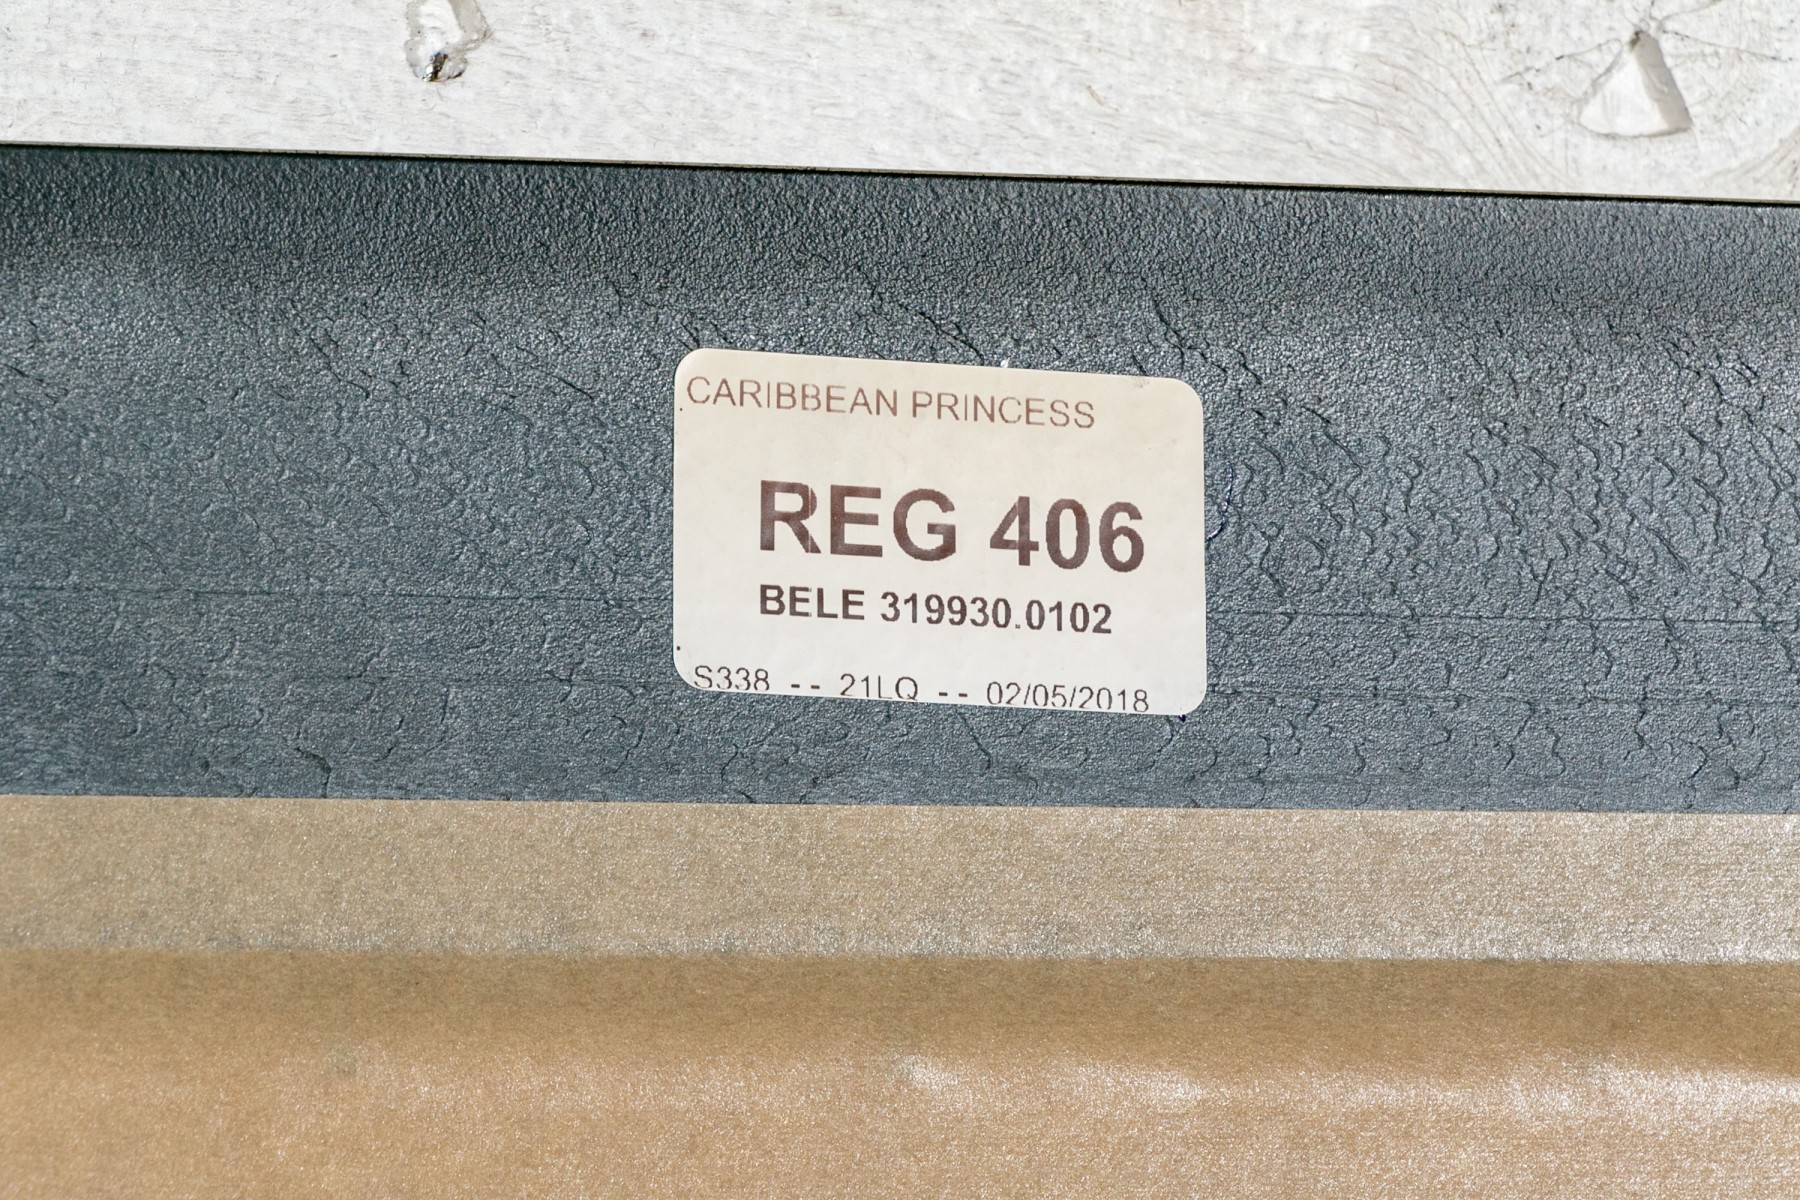 CARIBBEAN PRINCESS
REG 406
BELE 319930.0102
S338 -- 21LQ -- 02/05/2018